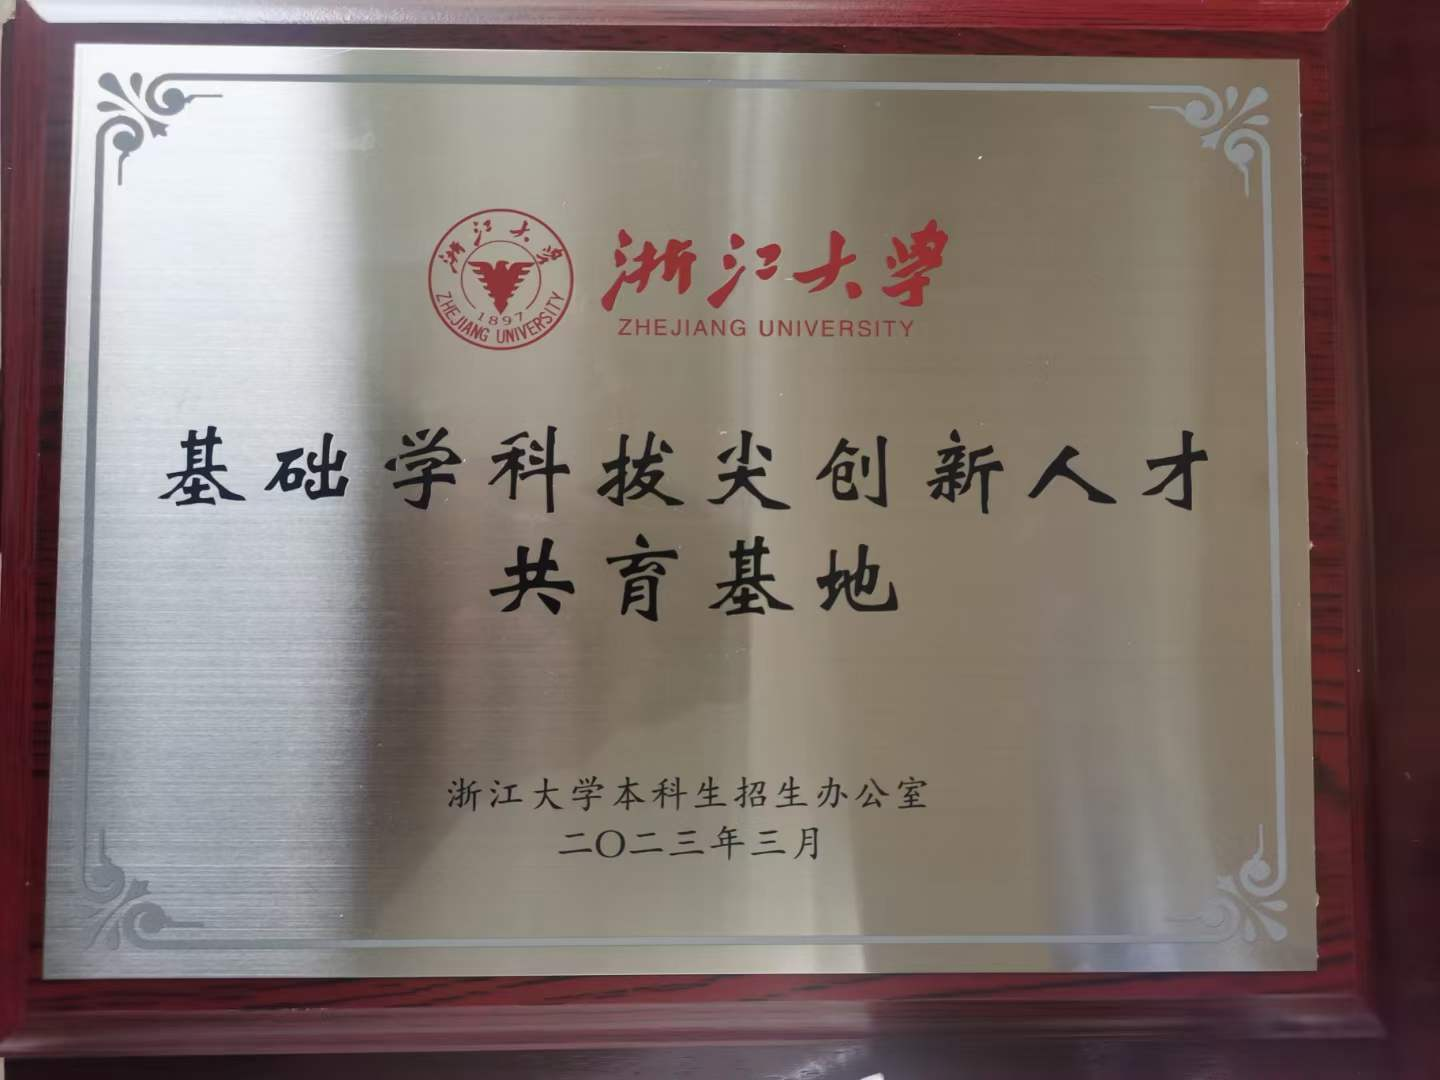 浙江大学
ZHEJIANG UNIVERSITY
1897
浙江大学
ZHEJIANG UNIVERSITY
基础学科拔尖创新人才
共育基地
浙江大学本科生招生办公室
二〇二三年三月